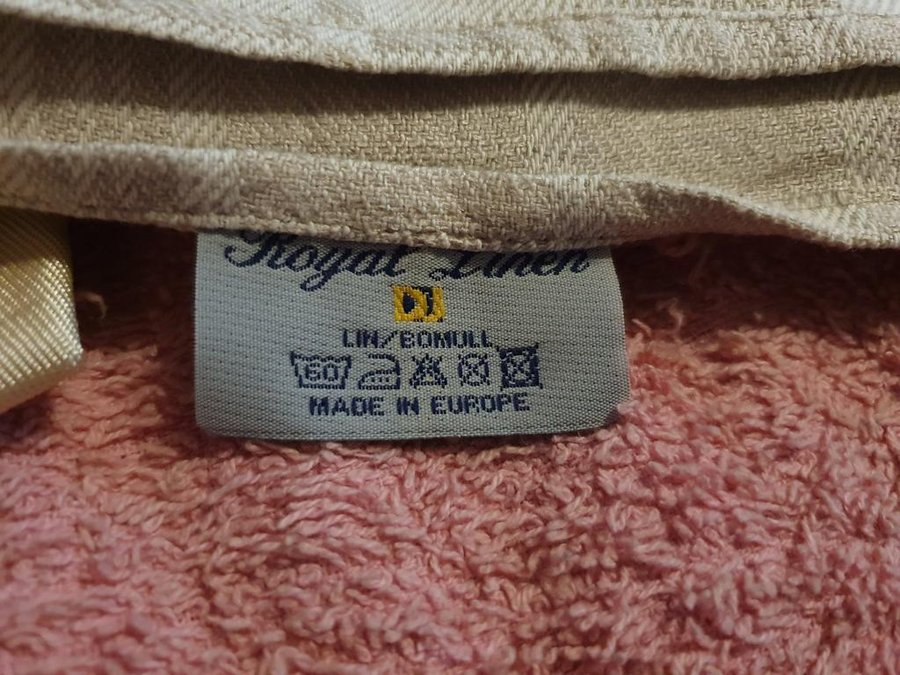 Royal Linen
DJ
LIN/BOMULL
60
MADE IN EUROPE